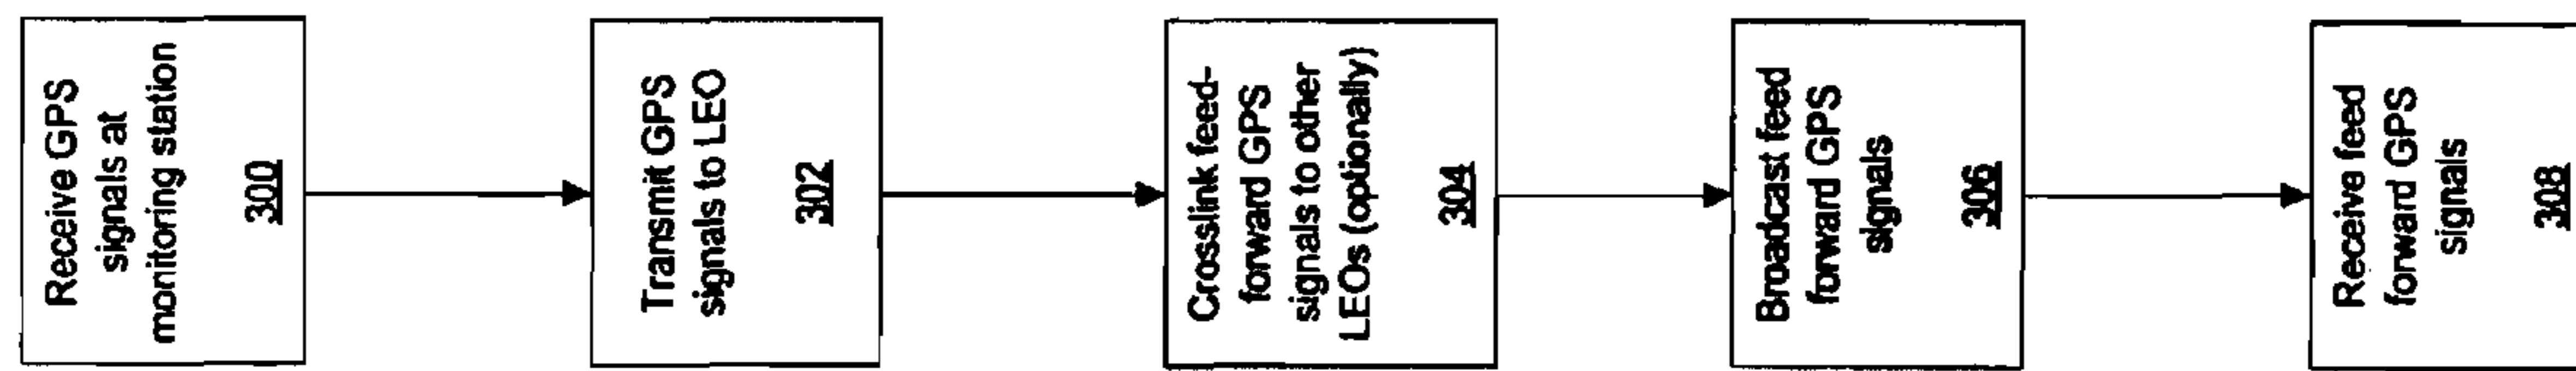 Receive GPS
signals at
monitoring station
300
Transmit GPS
signals to LEO
302
Crosslink feed-
forward GPS
signals to other
LEOs (optionally)
304
Broadcast feed
forward GPS
signals
306
Receive feed
forward GPS
signals
308